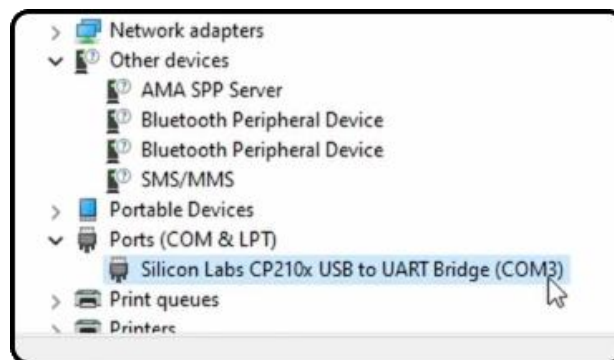 Network adapters
Other devices
AMA SPP Server
Bluetooth Peripheral Device
Bluetooth Peripheral Device
SMS/MMS
Portable Devices
Ports (COM & LPT)
Silicon Labs CP210x USB to UART Bridge (COM3)
Print queues
Printers